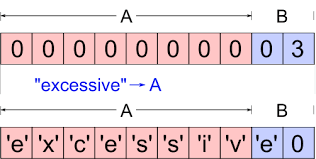 A B
0 0 0 0 0 0 0 0 0 3
"excessive" → A
A B
'e' 'x' 'c' 'e' 's' 's' 'i' 'v' 'e' 0